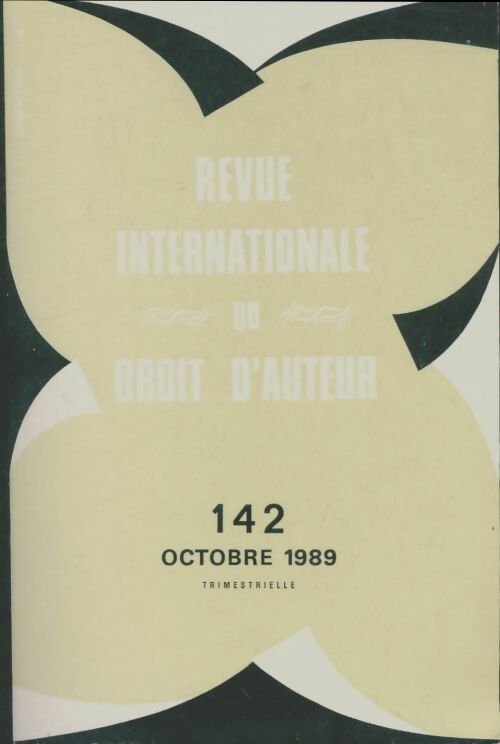 REVUE
INTERNATIONALE
DU
DROIT D'AUTEUR
142
OCTOBRE 1989
TRIMESTRIELLE